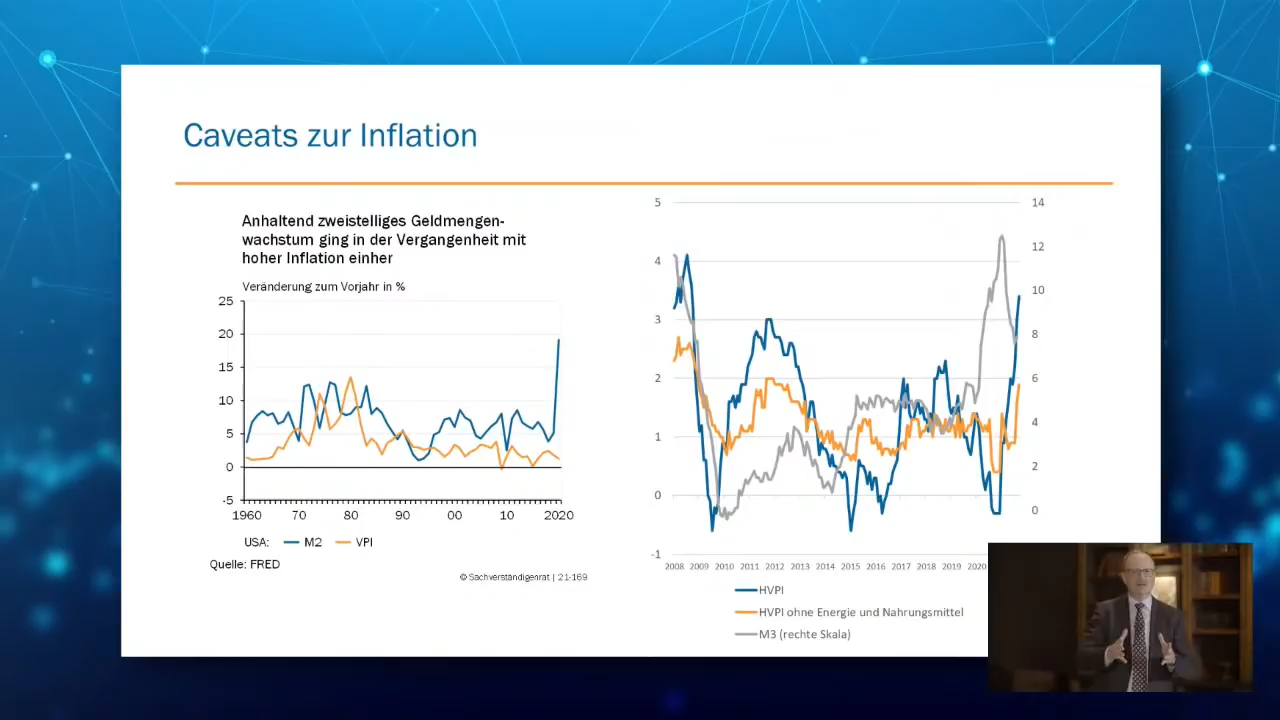 Caveats zur Inflation
Anhaltend zweistelliges Geldmengen-
wachstum ging in der Vergangenheit mit
hoher Inflation einher
Veränderung zum Vorjahr in %
25
20
15
10
5
0
-5
1960 70 80 90 00 10 2020
USA: M2 VPI
Quelle: FRED
© Sachverständigenrat | 21-169
5
4
3
2
1
0
-1
14
12
10
8
6
4
2
0
2008 2009 2010 2011 2012 2013 2014 2015 2016 2017 2018 2019 2020
HVPI
HVPI ohne Energie und Nahrungsmittel
M3 (rechte Skala)